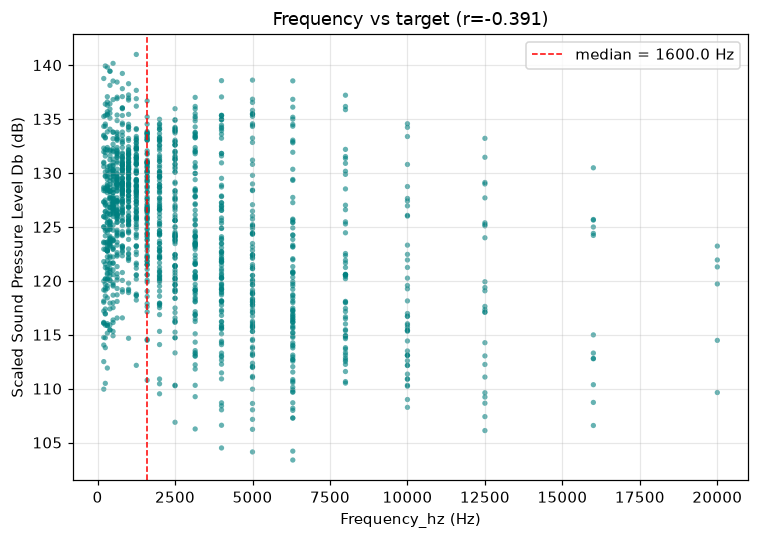 Frequency vs target (r=-0.391)
median = 1600.0 Hz
Scaled Sound Pressure Level Db (dB)
140
135
130
125
120
115
110
105
0 2500 5000 7500 10000 12500 15000 17500 20000
Frequency_hz (Hz)